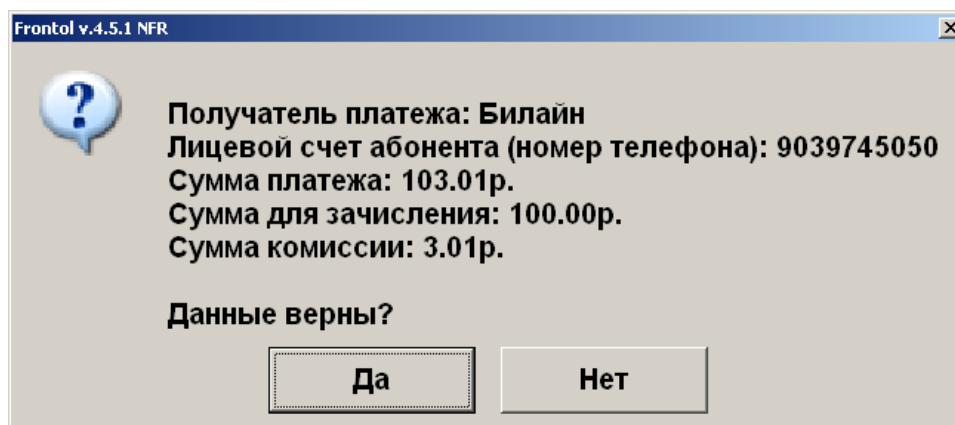 Frontol v.4.5.1 NFR
?
Получатель платежа: Билайн
Лицевой счет абонента (номер телефона): 9039745050
Сумма платежа: 103.01р.
Сумма для зачисления: 100.00р.
Сумма комиссии: 3.01р.
Данные верны?
Да Нет